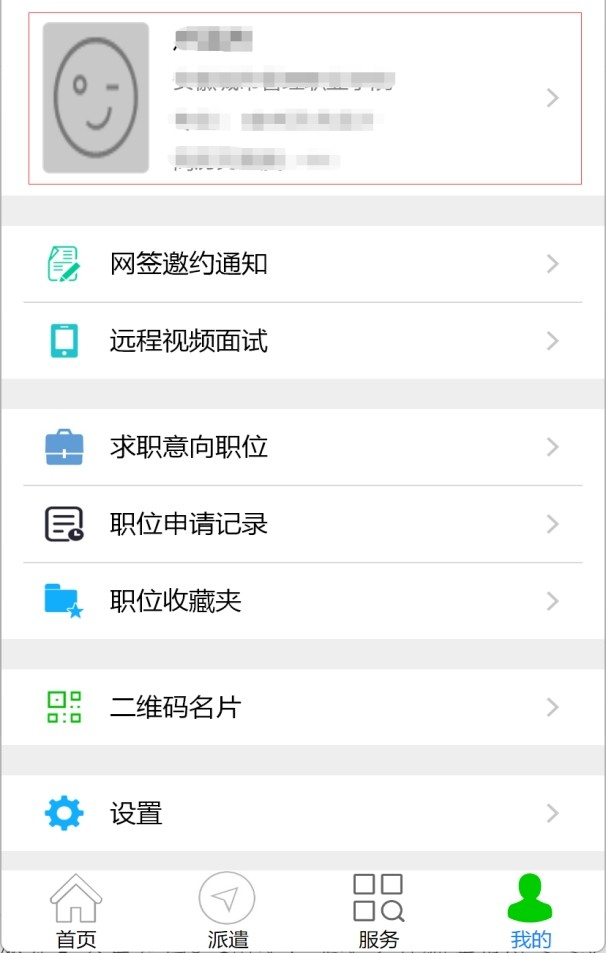 网签邀约通知
远程视频面试
求职意向职位
职位申请记录
职位收藏夹
二维码名片
设置
首页
派遣
服务
我的